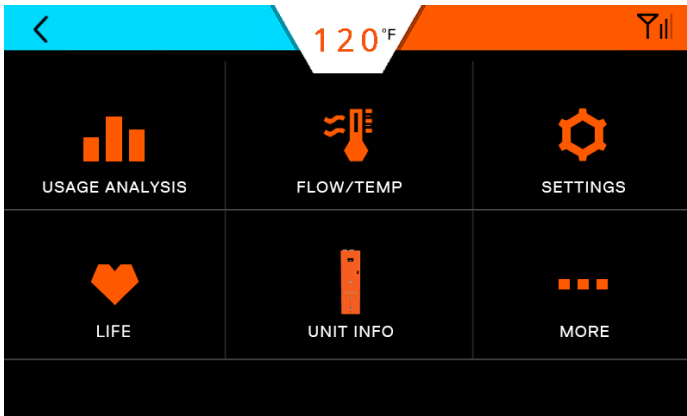 120°F
USAGE ANALYSIS
FLOW/TEMP
SETTINGS
LIFE
UNIT INFO
MORE